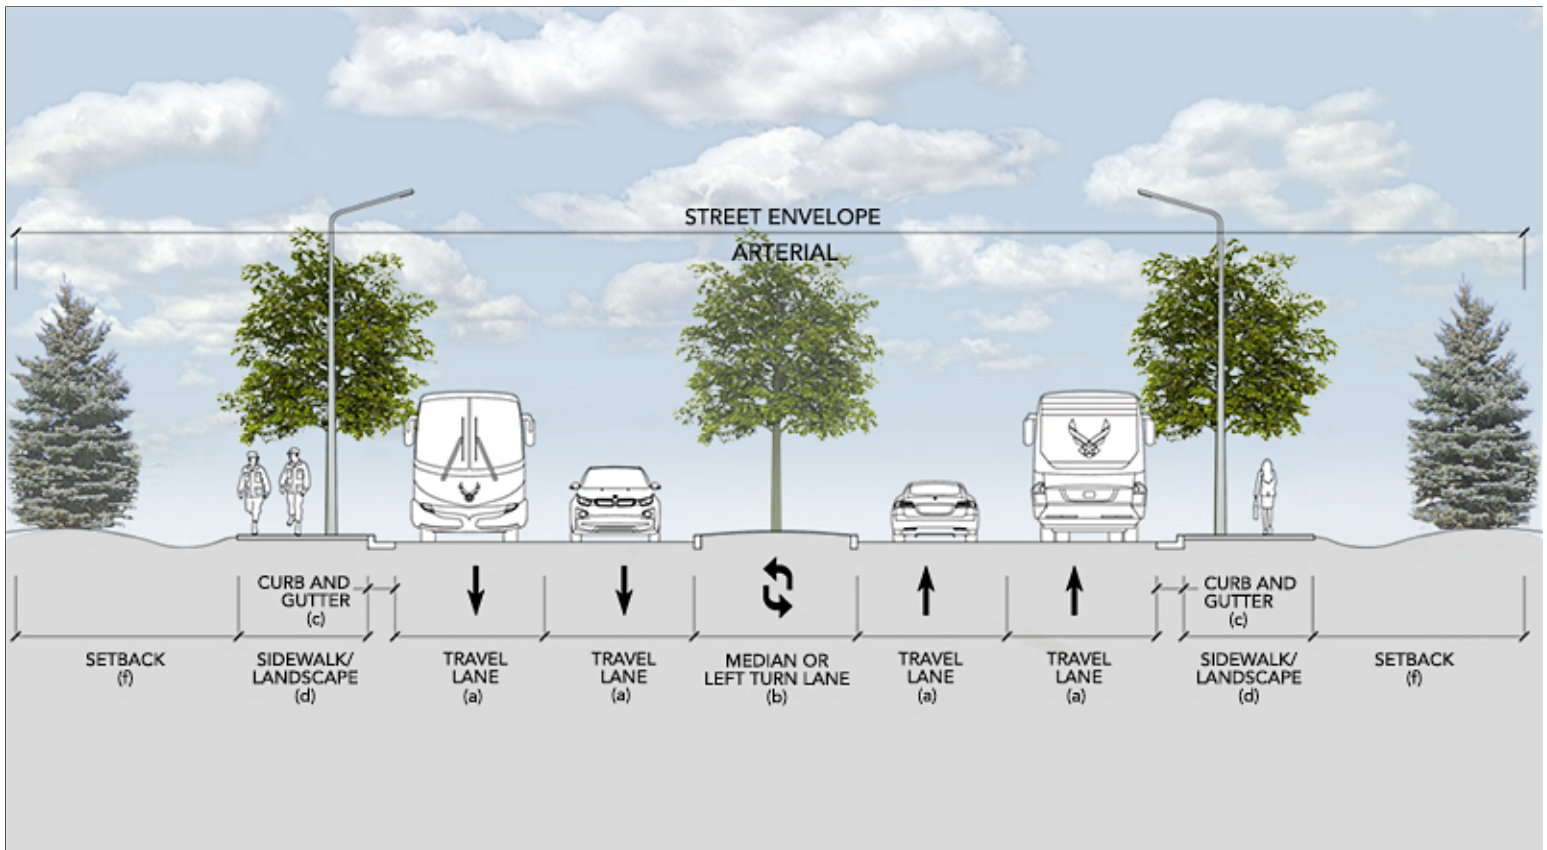 STREET ENVELOPE
ARTERIAL
CURB AND
GUTTER
(c)
CURB AND
GUTTER
(c)
SETBACK
(f)
SIDEWALK/
LANDSCAPE
(d)
TRAVEL
LANE
(a)
TRAVEL
LANE
(a)
MEDIAN OR
LEFT TURN LANE
(b)
TRAVEL
LANE
(a)
TRAVEL
LANE
(a)
SIDEWALK/
LANDSCAPE
(d)
SETBACK
(f)